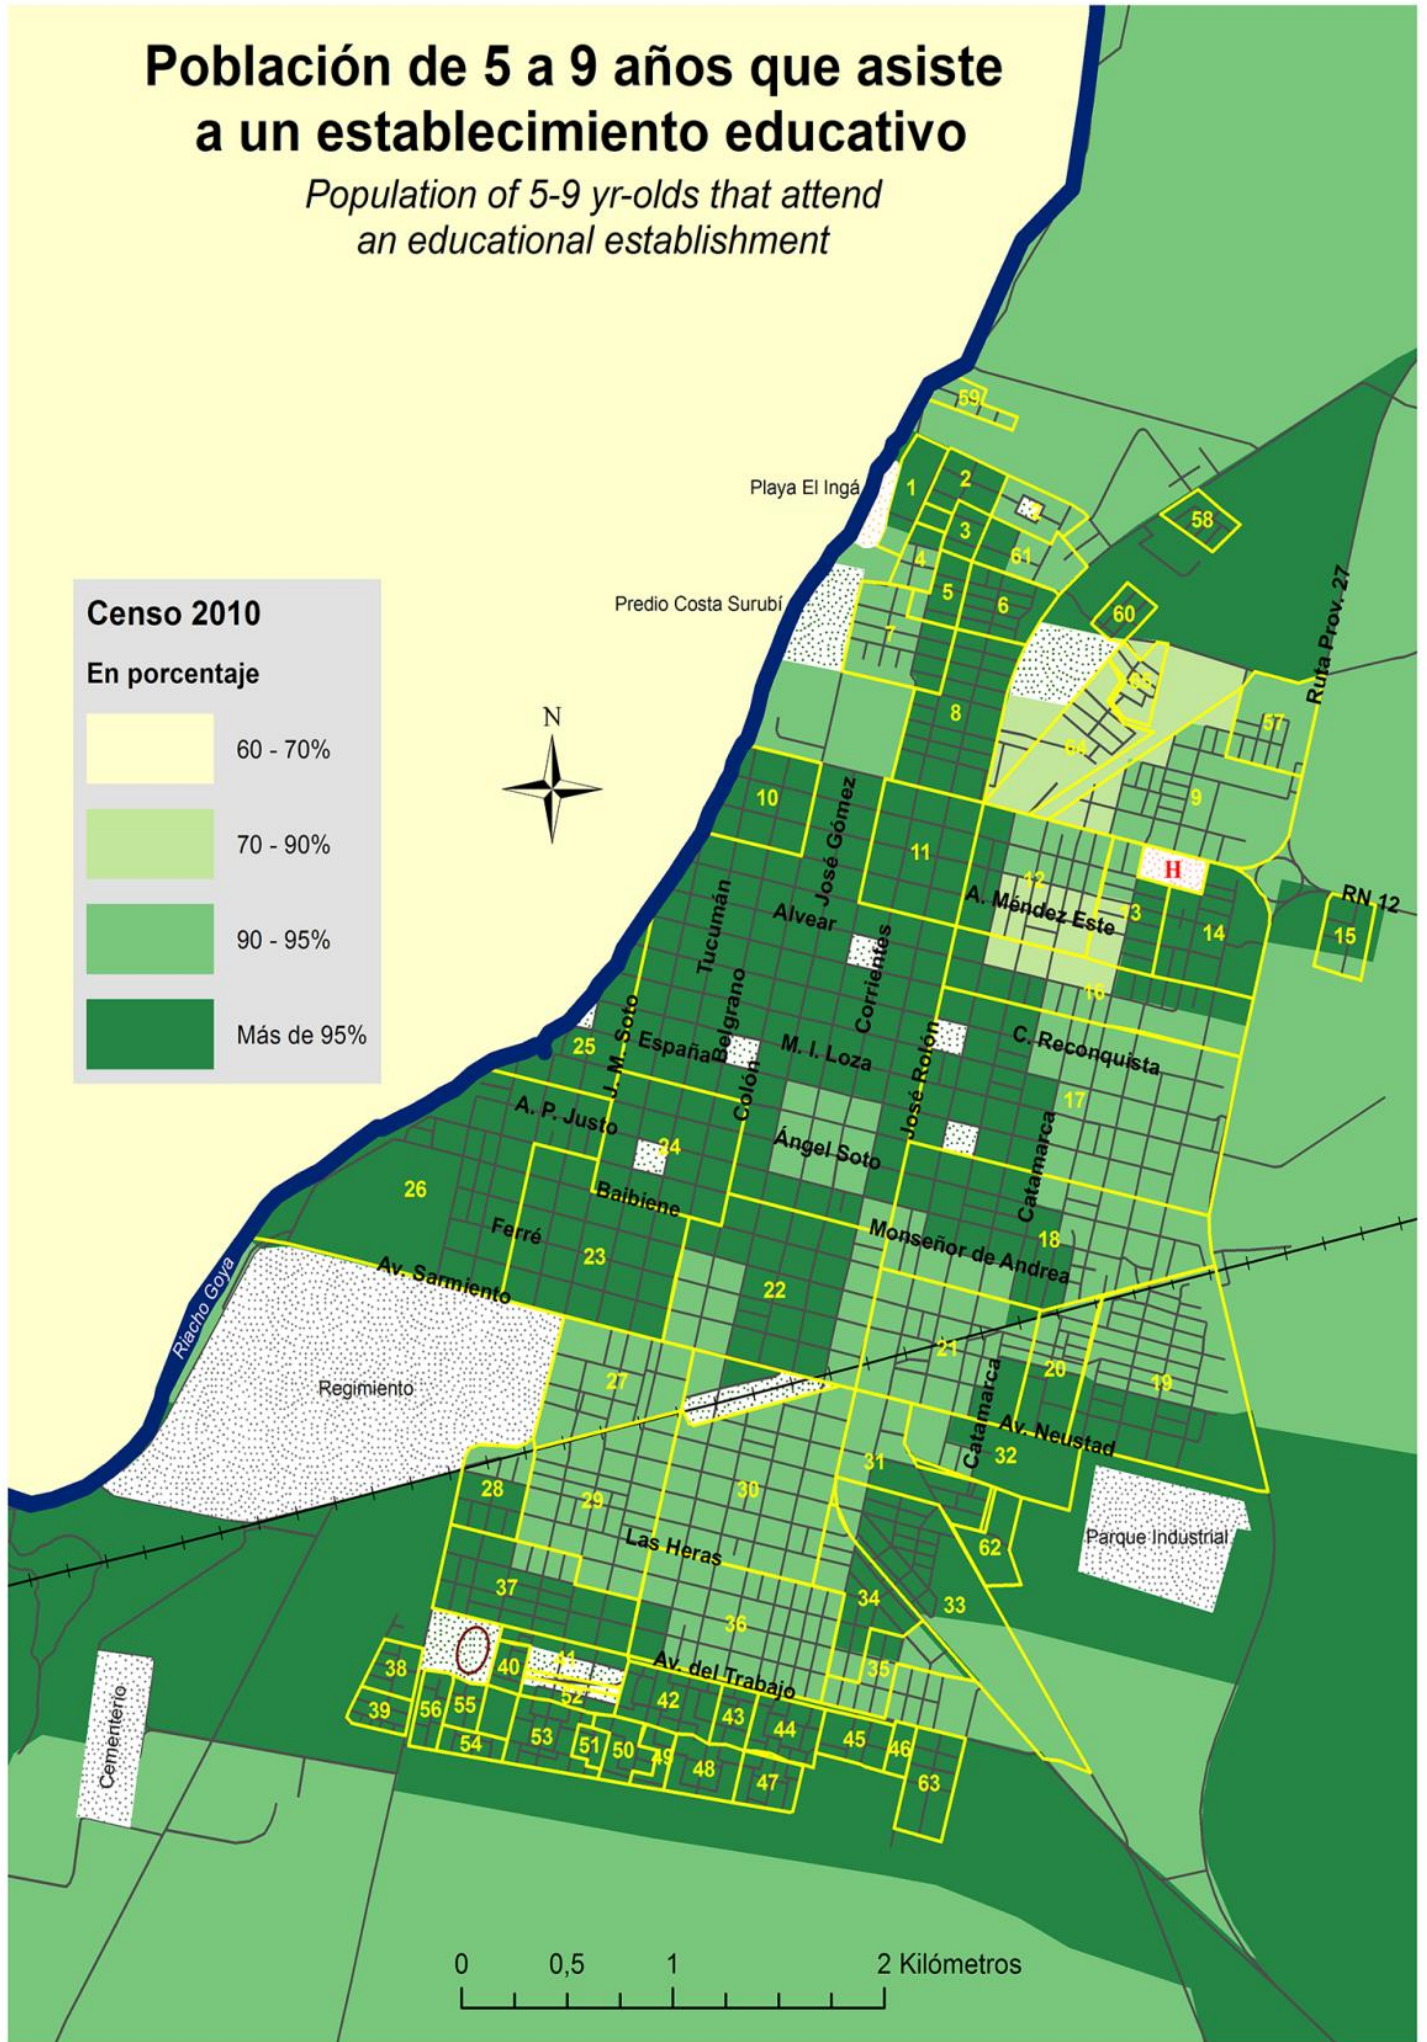 Población de 5 a 9 años que asiste
a un establecimiento educativo
Population of 5-9 yr-olds that attend
an educational establishment
59
Playa El Ingá
1
2
3
58
61
4
Predio Costa Surubí
5
6
60
7
Ruta Prov. 27
8
57
64
9
10
José Gómez
11
12
H
A. Méndez Este
13
14
RN 12
15
Tucumán
Alvear
Corrientes
16
J. M. Soto
25
España
Belgrano
M. I. Loza
José Rolón
C. Reconquista
Colón
17
A. P. Justo
24
Ángel Soto
Catamarca
26
Baibiene
Ferré
23
Monseñor de Andrea
18
Av. Sarmiento
22
Riacho Goya
Regimiento
27
21
Catamarca
20
19
Av. Neustad
31
32
28
29
30
Las Heras
62
Parque Industrial
37
34
33
36
38
40
41
Av. del Trabajo
35
39
56
55
52
42
43
44
54
53
51
50
49
48
47
45
46
63
Cementerio
Censo 2010
En porcentaje
60 - 70%
70 - 90%
90 - 95%
Más de 95%
N
0 0,5 1 2 Kilómetros